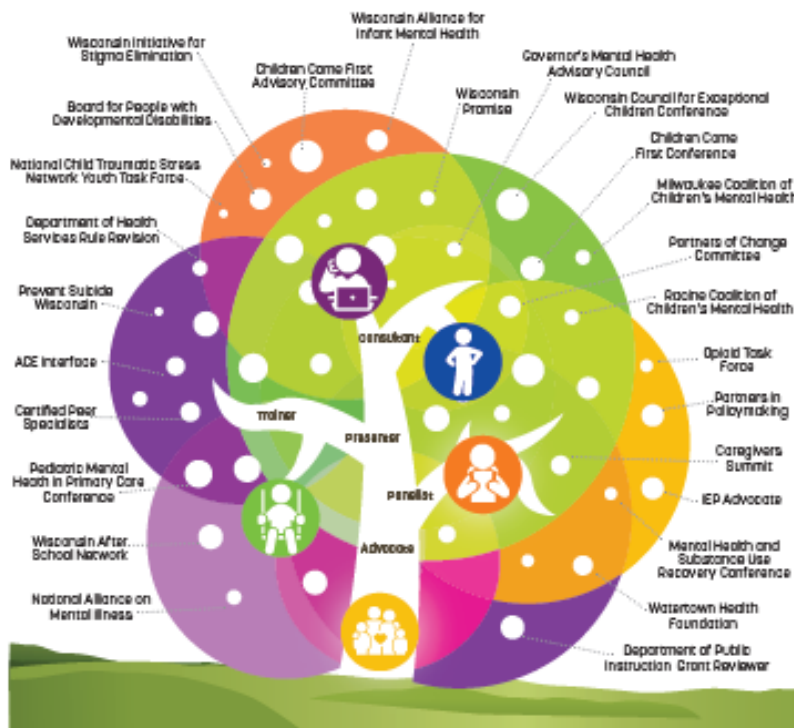 Wisconsin Alliance for
Infant Mental Health
Wisconsin Initiative for
Stigma Elimination
Children Came First
Advisory Committee
Governor's Mental Health
Advisory Council
Wisconsin
Promise
Wisconsin Council for Exceptional
Children Conference
Board for People with
Developmental Disabilities
Children Came
First Conference
National Child Traumatic Stress
Network Youth Task Force
Milwaukee Coalition of
Children's Mental Health
Department of Health
Services Rule Revision
Partners of Change
Committee
Prevent Suicide
Wisconsin
Racine Coalition of
Children's Mental Health
Consultant
ACE Interface
Opioid Task
Force
Certified Peer
Specialists
Trainer
Partners in
Policymaking
Presenter
Pediatric Mental
Heath in Primary Care
Conference
Caregivers
Summit
Panelist
IEP Advocate
Wisconsin After
School Network
Advocate
Mental Health and
Substance Use
Recovery Conference
National Alliance on
Mental Illness
Watertown Health
Foundation
Department of Public
Instruction Grant Reviewer